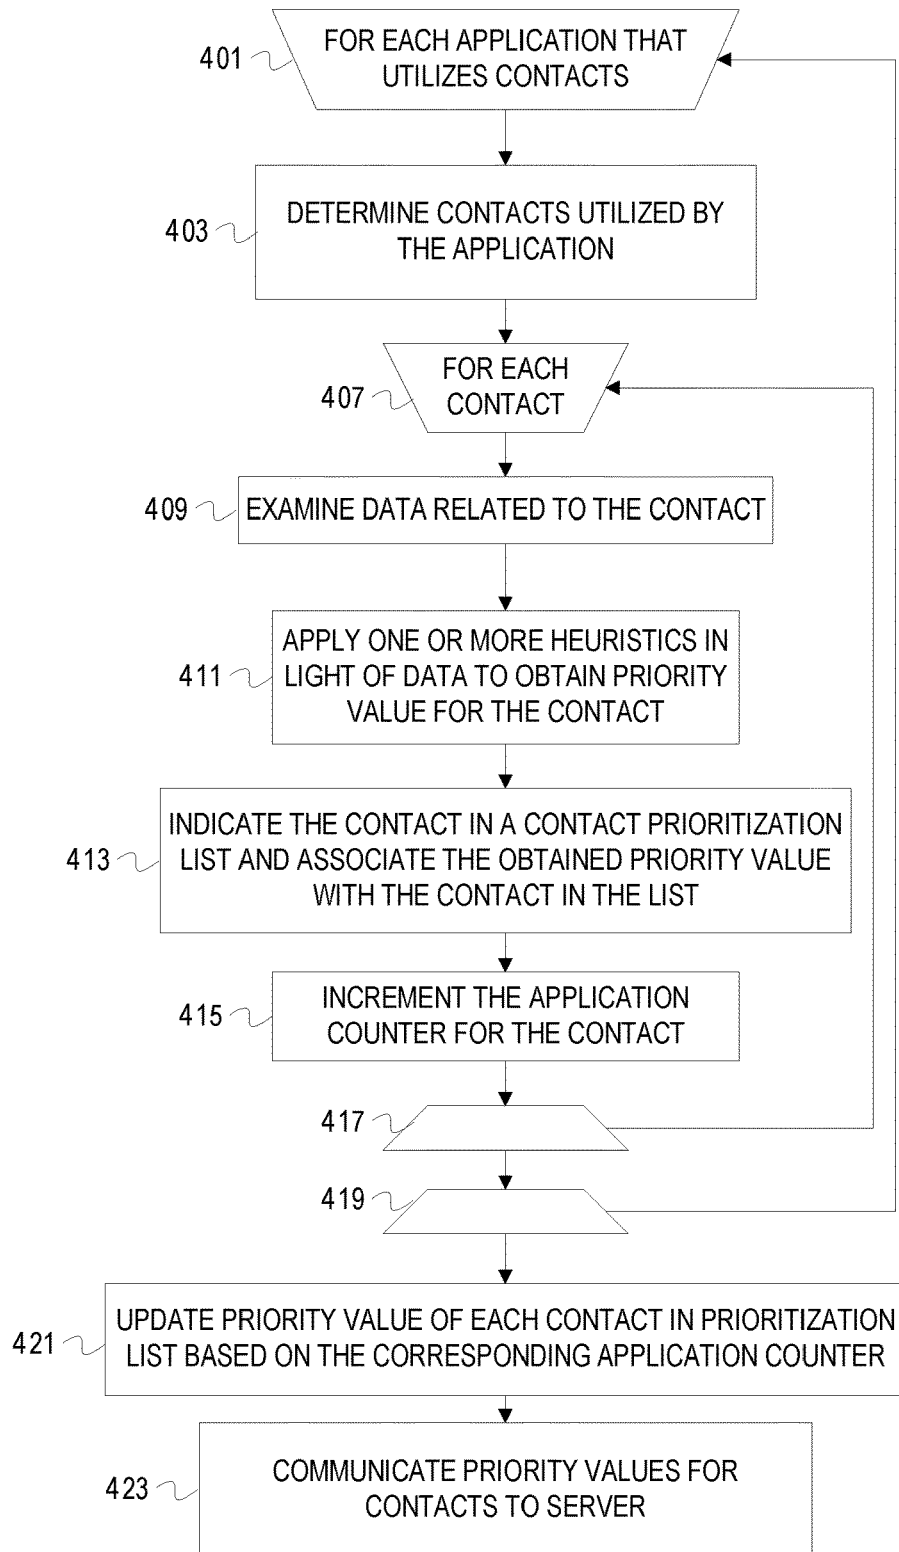 401
FOR EACH APPLICATION THAT
UTILIZES CONTACTS
403
DETERMINE CONTACTS UTILIZED BY
THE APPLICATION
407
FOR EACH
CONTACT
409
EXAMINE DATA RELATED TO THE CONTACT
411
APPLY ONE OR MORE HEURISTICS IN
LIGHT OF DATA TO OBTAIN PRIORITY
VALUE FOR THE CONTACT
413
INDICATE THE CONTACT IN A CONTACT PRIORITIZATION
LIST AND ASSOCIATE THE OBTAINED PRIORITY VALUE
WITH THE CONTACT IN THE LIST
415
INCREMENT THE APPLICATION
COUNTER FOR THE CONTACT
417
419
421
UPDATE PRIORITY VALUE OF EACH CONTACT IN PRIORITIZATION
LIST BASED ON THE CORRESPONDING APPLICATION COUNTER
423
COMMUNICATE PRIORITY VALUES FOR
CONTACTS TO SERVER